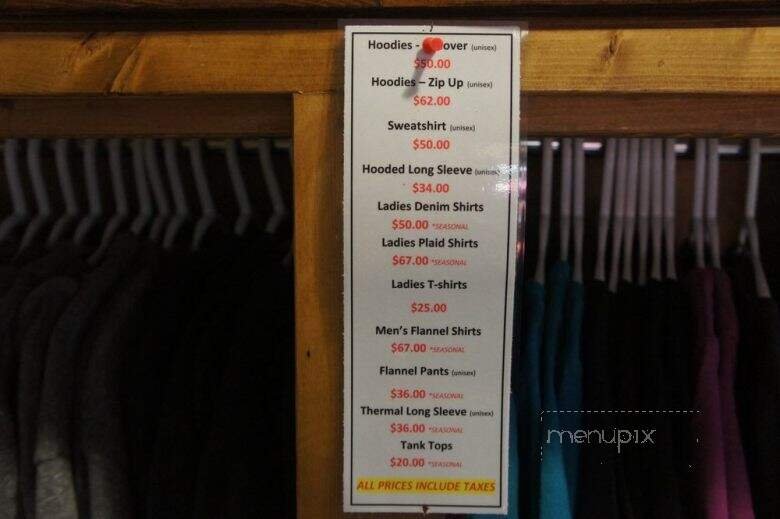 Hoodies - over (unisex)
$50.00
Hoodies – Zip Up (unisex)
$62.00
Sweatshirt (unisex)
$50.00
Hooded Long Sleeve (unisex)
$34.00
Ladies Denim Shirts
$50.00 *SEASONAL
Ladies Plaid Shirts
$67.00 *SEASONAL
Ladies T-shirts
$25.00
Men's Flannel Shirts
$67.00 *SEASONAL
Flannel Pants (unisex)
$36.00 *SEASONAL
Thermal Long Sleeve (unisex)
$36.00 *SEASONAL
Tank Tops
$20.00 *SEASONAL
ALL PRICES INCLUDE TAXES
menupix